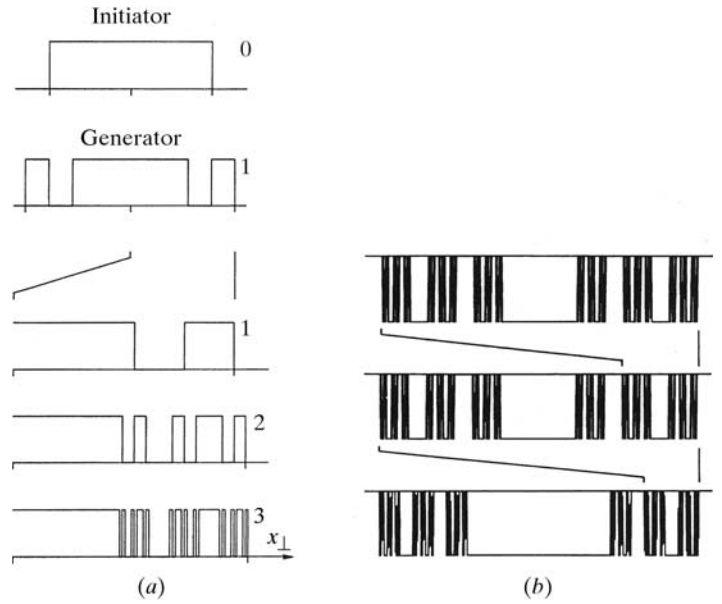 Initiator
0
Generator
1
1
2
3
x⊥
(a)
(b)